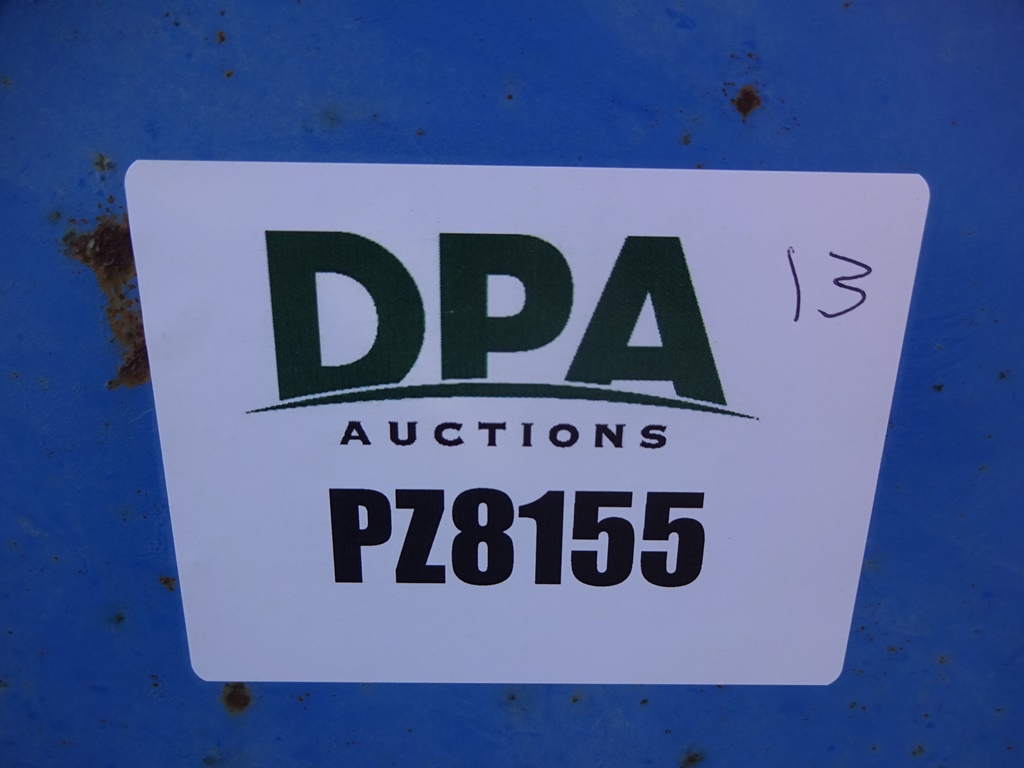 DPA
13
AUCTIONS
PZ8155